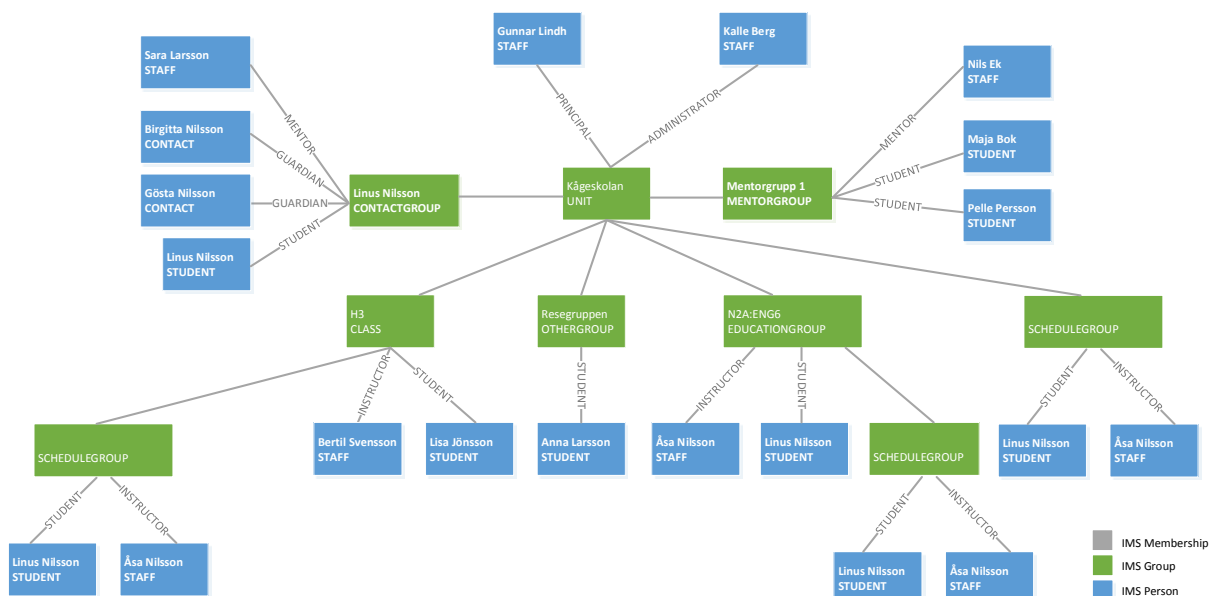 Gunnar Lindh
STAFF
Kalle Berg
STAFF
Sara Larsson
STAFF
Nils Ek
STAFF
PRINCIPAL
ADMINISTRATOR
Birgitta Nilsson
CONTACT
MENTOR
MENTOR
Maja Bok
STUDENT
GUARDIAN
STUDENT
Gösta Nilsson
CONTACT
GUARDIAN
Linus Nilsson
CONTACTGROUP
Kågeskolan
UNIT
Mentorgrupp 1
MENTORGROUP
STUDENT
Pelle Persson
STUDENT
STUDENT
Linus Nilsson
STUDENT
H3
CLASS
Resegruppen
OTHERGROUP
N2A:ENG6
EDUCATIONGROUP
SCHEDULEGROUP
INSTRUCTOR
STUDENT
STUDENT
INSTRUCTOR
STUDENT
STUDENT
INSTRUCTOR
SCHEDULEGROUP
Bertil Svensson
STAFF
Lisa Jönsson
STUDENT
Anna Larsson
STUDENT
Åsa Nilsson
STAFF
Linus Nilsson
STUDENT
SCHEDULEGROUP
Linus Nilsson
STUDENT
Åsa Nilsson
STAFF
STUDENT
INSTRUCTOR
STUDENT
INSTRUCTOR
Linus Nilsson
STUDENT
Åsa Nilsson
STAFF
Linus Nilsson
STUDENT
Åsa Nilsson
STAFF
IMS Membership
IMS Group
IMS Person